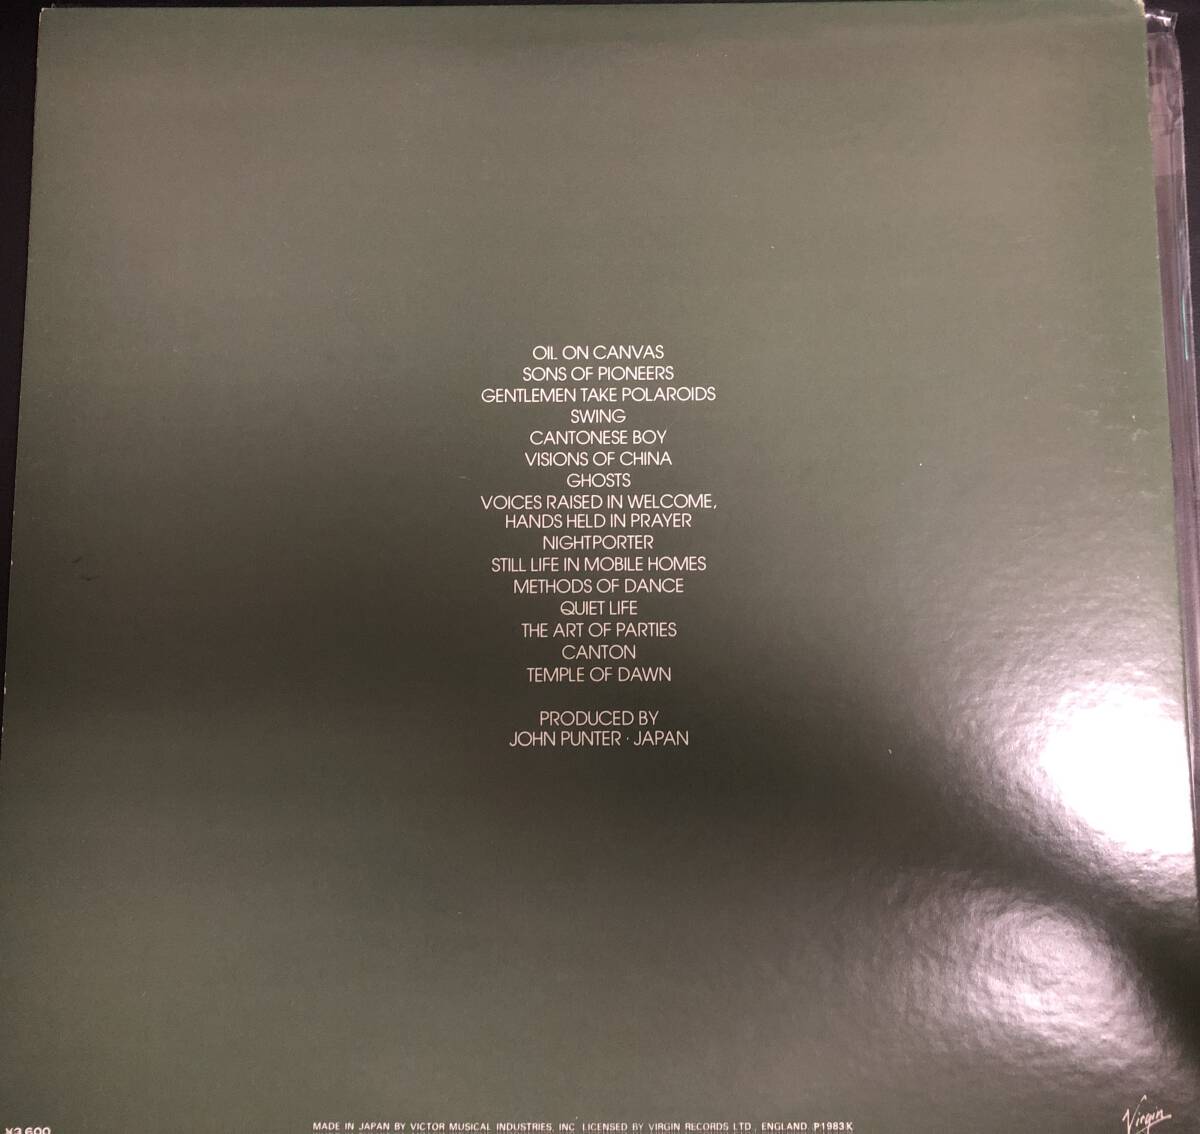 OIL ON CANVAS
SONS OF PIONEERS
GENTLEMEN TAKE POLAROIDS
SWING
CANTONESE BOY
VISIONS OF CHINA
GHOSTS
VOICES RAISED IN WELCOME,
HANDS HELD IN PRAYER
NIGHTPORTER
STILL LIFE IN MOBILE HOMES
METHODS OF DANCE
QUIET LIFE
THE ART OF PARTIES
CANTON
TEMPLE OF DAWN
PRODUCED BY
JOHN PUNTER · JAPAN
¥3,600
MADE IN JAPAN BY VICTOR MUSICAL INDUSTRIES, INC. LICENSED BY VIRGIN RECORDS LTD., ENGLAND. P1983K
Virgin